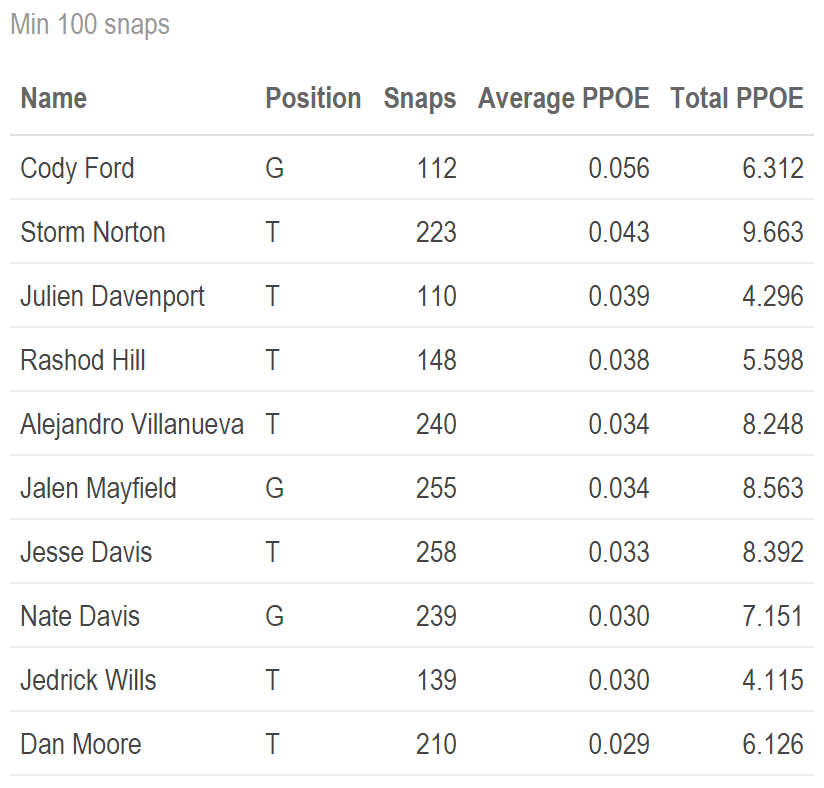 Min 100 snaps
Name Position Snaps Average PPOE Total PPOE
Cody Ford G 112 0.056 6.312
Storm Norton T 223 0.043 9.663
Julien Davenport T 110 0.039 4.296
Rashod Hill T 148 0.038 5.598
Alejandro Villanueva T 240 0.034 8.248
Jalen Mayfield G 255 0.034 8.563
Jesse Davis T 258 0.033 8.392
Nate Davis G 239 0.030 7.151
Jedrick Wills T 139 0.030 4.115
Dan Moore T 210 0.029 6.126